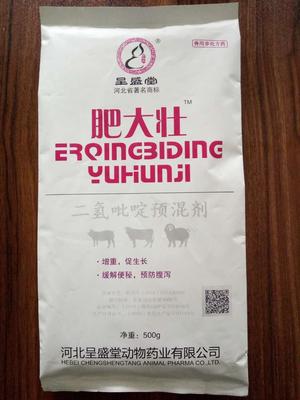 兽用非处方药
呈盛堂
河北省著名商标
肥大壮™
ERQINGBIDING
YUHUNJI
二氢吡啶预混剂
·增重,促生长
·缓解便秘,预防腹泻
净重:500g
河北呈盛堂动物药业有限公司
HEBEI CHENGSHENGTANG ANIMAL PHARMA CO.,LTD.